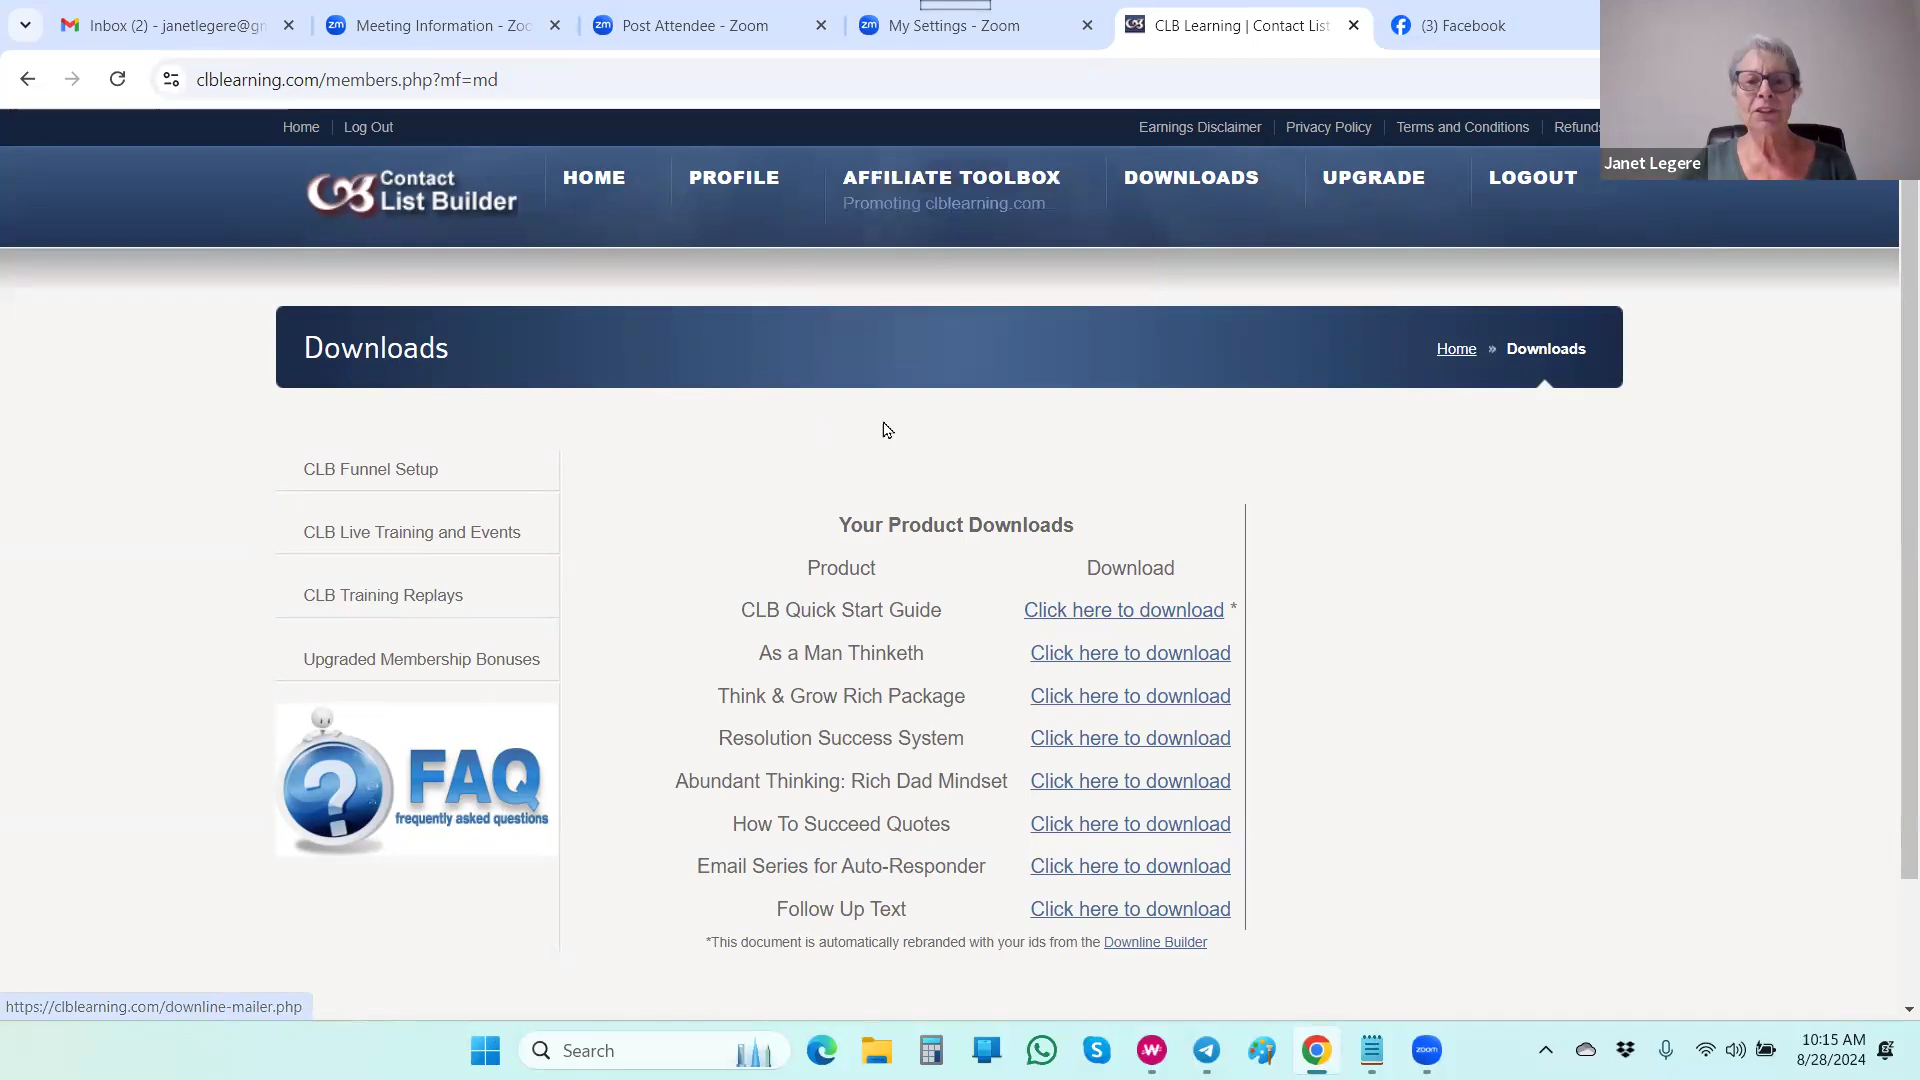 Inbox (2) - janetlegere@gm
Meeting Information - Zoo
Post Attendee - Zoom
My Settings - Zoom
CLB Learning | Contact List
(3) Facebook
clblearning.com/members.php?mf=md
Home
Log Out
Earnings Disclaimer
Privacy Policy
Terms and Conditions
Refunds
Janet Legere
Contact
List Builder
HOME
PROFILE
AFFILIATE TOOLBOX
Promoting clblearning.com
DOWNLOADS
UPGRADE
LOGOUT
Downloads
Home » Downloads
CLB Funnel Setup
CLB Live Training and Events
CLB Training Replays
Upgraded Membership Bonuses
?
FAQ
frequently asked questions
Your Product Downloads
Product Download
CLB Quick Start Guide Click here to download *
As a Man Thinketh Click here to download
Think & Grow Rich Package Click here to download
Resolution Success System Click here to download
Abundant Thinking: Rich Dad Mindset Click here to download
How To Succeed Quotes Click here to download
Email Series for Auto-Responder Click here to download
Follow Up Text Click here to download
*This document is automatically rebranded with your ids from the Downline Builder
https://clblearning.com/downline-mailer.php
Search
zoom
10:15 AM
8/28/2024